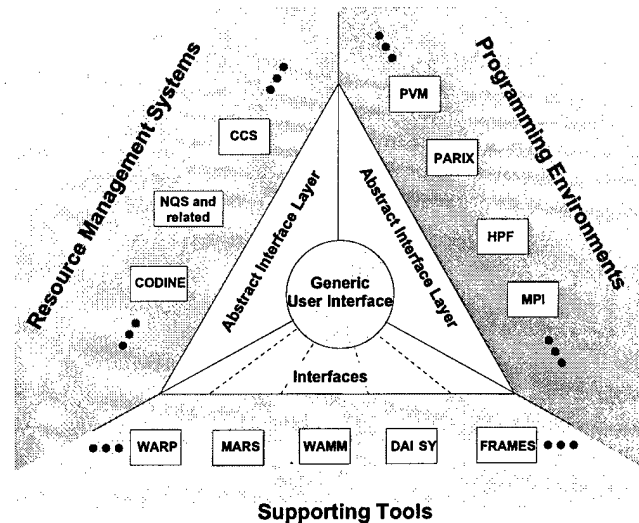 Resource Management Systems
Programming Environments
CCS
NQS and
related
CODINE
PVM
PARIX
HPF
MPI
Abstract Interface Layer
Abstract Interface Layer
Generic
User Interface
Interfaces
WARP
MARS
WAMM
DAI SY
FRAMES
Supporting Tools